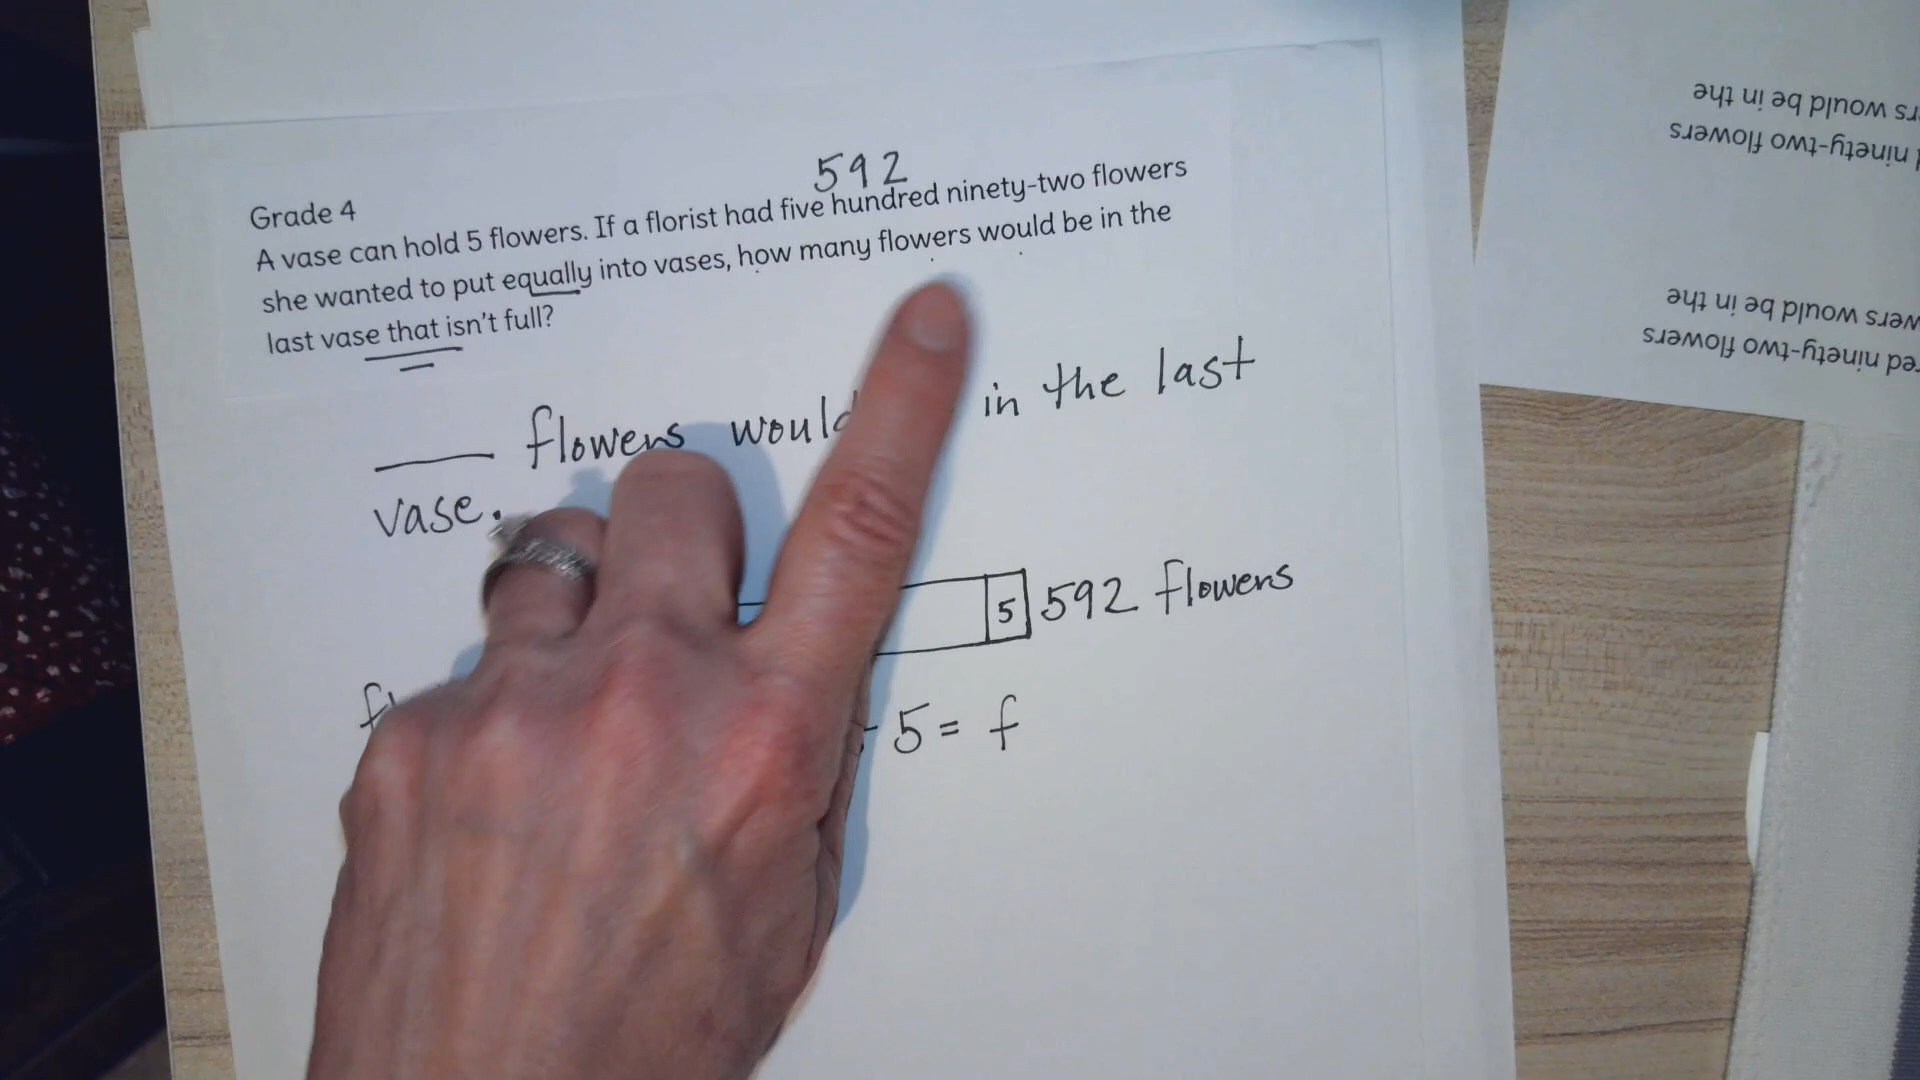 592
Grade 4
A vase can hold 5 flowers. If a florist had five hundred ninety-two flowers
she wanted to put equally into vases, how many flowers would be in the
last vase that isn't full?
____ flowers would in the last
vase.
5 592 flowers
5 = f
rs would be in the
ninety-two flowers
wers would be in the
ed ninety-two flowers